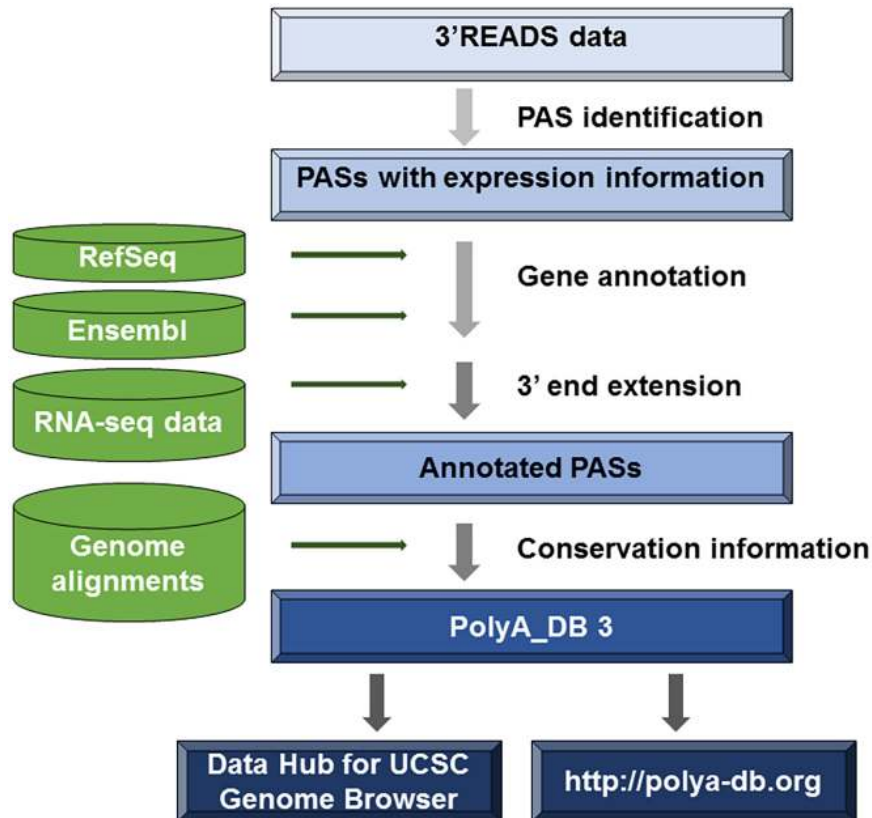 3’READS data
PAS identification
PASs with expression information
RefSeq
Gene annotation
Ensembl
3’ end extension
RNA-seq data
Annotated PASs
Genome
alignments
Conservation information
PolyA_DB 3
Data Hub for UCSC
Genome Browser
http://polya-db.org